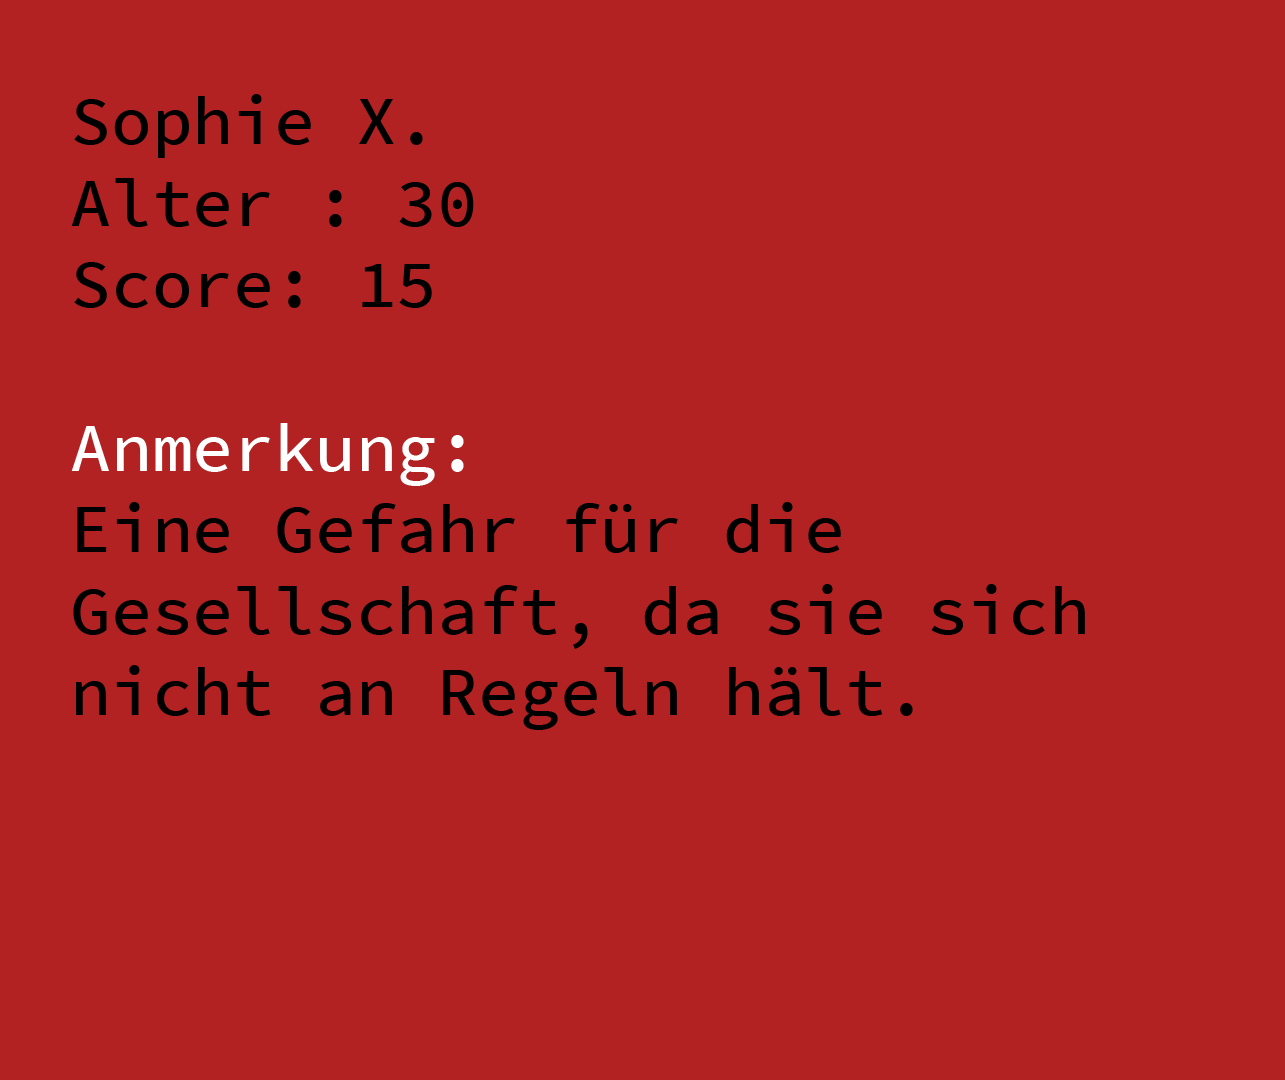 Sophie X.
Alter : 30
Score: 15
Anmerkung:
Eine Gefahr für die
Gesellschaft, da sie sich
nicht an Regeln hält.